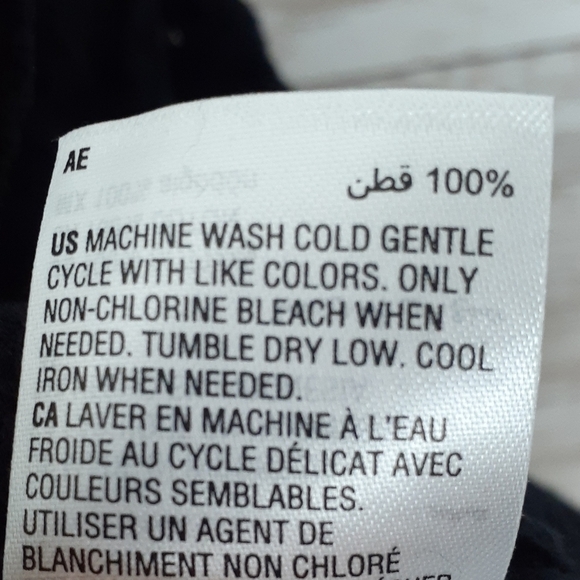 AE
100% قطن
US MACHINE WASH COLD GENTLE
CYCLE WITH LIKE COLORS. ONLY
NON-CHLORINE BLEACH WHEN
NEEDED. TUMBLE DRY LOW. COOL
IRON WHEN NEEDED.
CA LAVER EN MACHINE À L'EAU
FROIDE AU CYCLE DÉLICAT AVEC
COULEURS SEMBLABLES.
UTILISER UN AGENT DE
BLANCHIMENT NON CHLORÉ